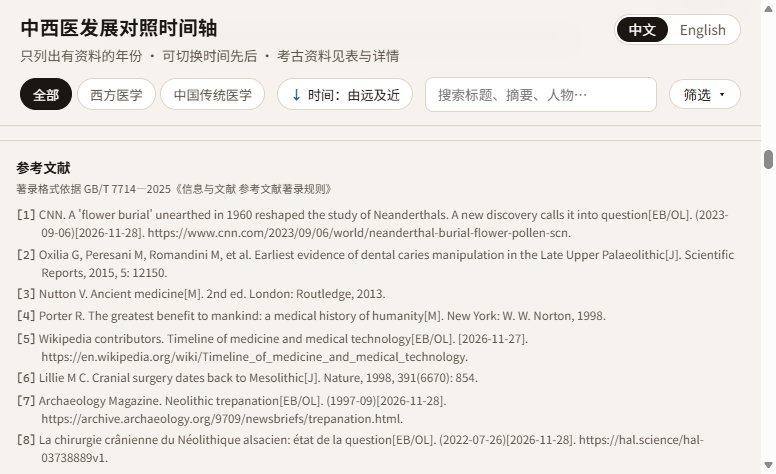 中西医发展对照时间轴
中文 English
只列出有资料的年份 · 可切换时间先后 · 考古资料见表与详情
全部 西方医学 中国传统医学 ↓ 时间：由远及近 搜索标题、摘要、人物… 筛选
参考文献
著录格式依据 GB/T 7714—2025《信息与文献 参考文献著录规则》
[1] CNN. A 'flower burial' unearthed in 1960 reshaped the study of Neanderthals. A new discovery calls it into question[EB/OL]. (2023-
09-06)[2026-11-28]. https://www.cnn.com/2023/09/06/world/neanderthal-burial-flower-pollen-scn.
[2] Oxilia G, Peresani M, Romandini M, et al. Earliest evidence of dental caries manipulation in the Late Upper Palaeolithic[J]. Scientific
Reports, 2015, 5: 12150.
[3] Nutton V. Ancient medicine[M]. 2nd ed. London: Routledge, 2013.
[4] Porter R. The greatest benefit to mankind: a medical history of humanity[M]. New York: W. W. Norton, 1998.
[5] Wikipedia contributors. Timeline of medicine and medical technology[EB/OL]. [2026-11-27].
https://en.wikipedia.org/wiki/Timeline_of_medicine_and_medical_technology.
[6] Lillie M C. Cranial surgery dates back to Mesolithic[J]. Nature, 1998, 391(6670): 854.
[7] Archaeology Magazine. Neolithic trepanation[EB/OL]. (1997-09)[2026-11-28].
https://archive.archaeology.org/9709/newsbriefs/trepanation.html.
[8] La chirurgie crânienne du Néolithique alsacien: état de la question[EB/OL]. (2022-07-26)[2026-11-28]. https://hal.science/hal-
03738889v1.